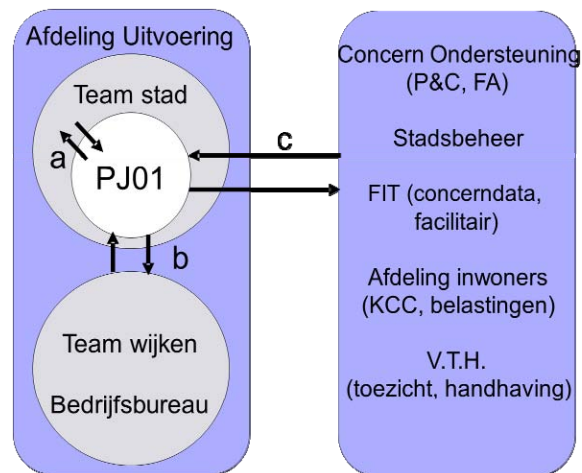 Afdeling Uitvoering
Team stad
a
PJ01
b
Team wijken
Bedrijfsbureau
c
Concern Ondersteuning
(P&C, FA)
Stadsbeheer
FIT (concerndata,
facilitair)
Afdeling inwoners
(KCC, belastingen)
V.T.H.
(toezicht, handhaving)